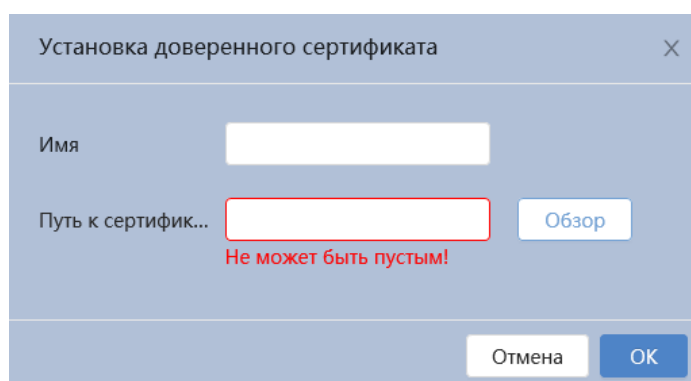 Установка доверенного сертификата
Имя
Путь к сертифик... Обзор
Не может быть пустым!
Отмена OK